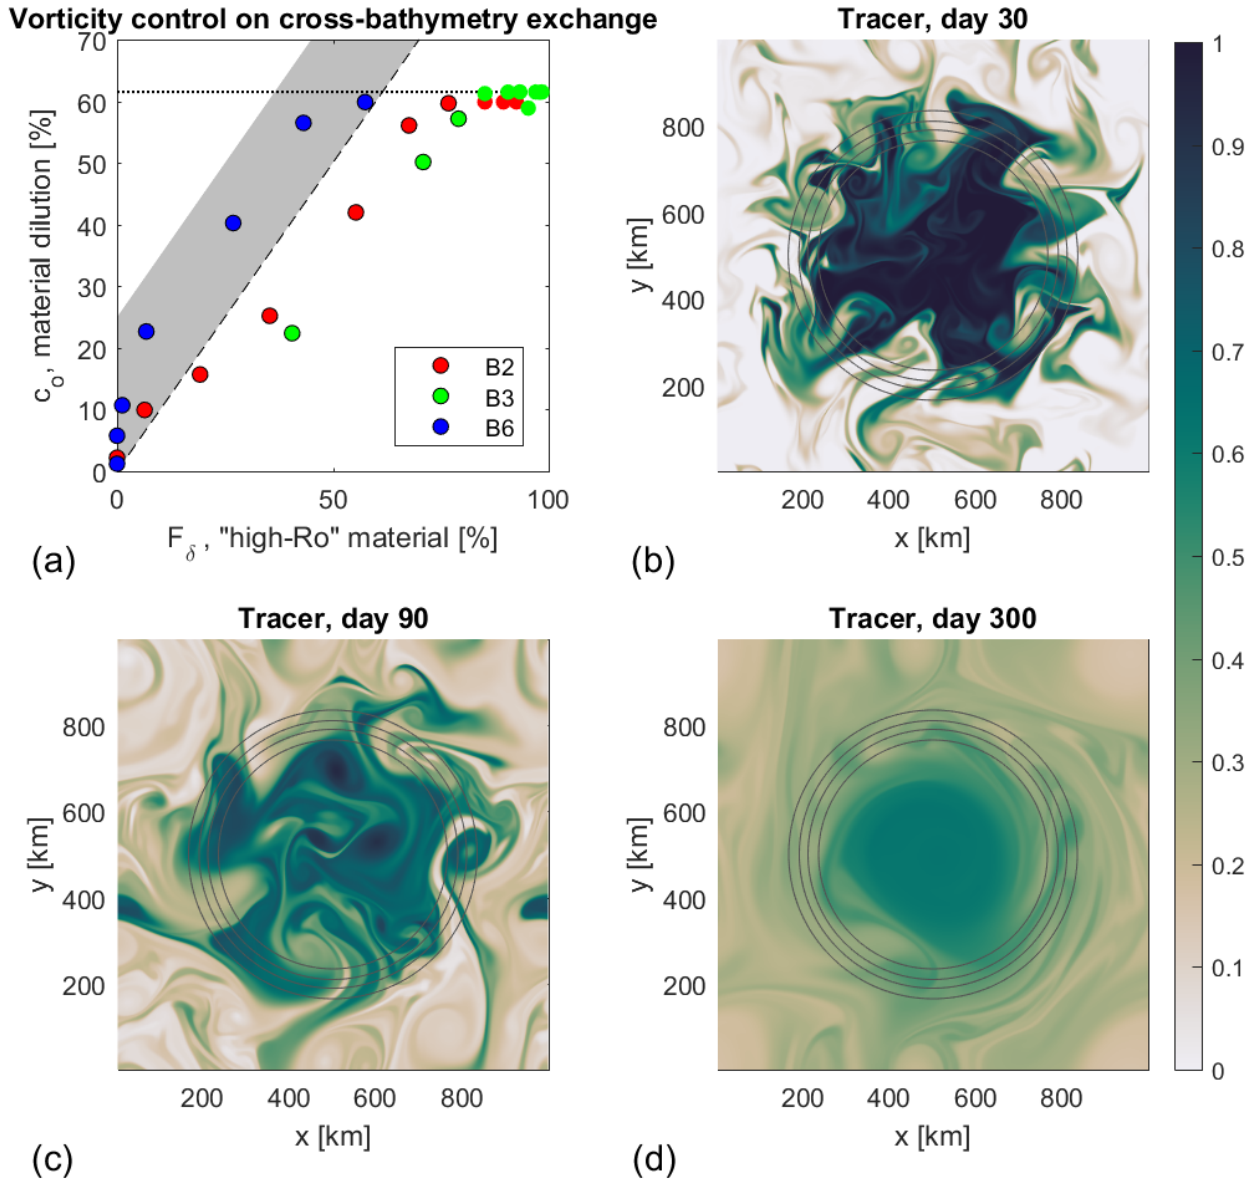 Vorticity control on cross-bathymetry exchange
70
60
50
40
30
20
10
0
c_o, material dilution [%]
B2
B3
B6
0
50
100
F_δ, "high-Ro" material [%]
(a)
Tracer, day 30
800
600
400
200
y [km]
200
400
600
800
x [km]
(b)
1
0.9
0.8
0.7
0.6
0.5
0.4
0.3
0.2
0.1
0
Tracer, day 90
800
600
400
200
y [km]
200
400
600
800
x [km]
(c)
Tracer, day 300
800
600
400
200
y [km]
200
400
600
800
x [km]
(d)